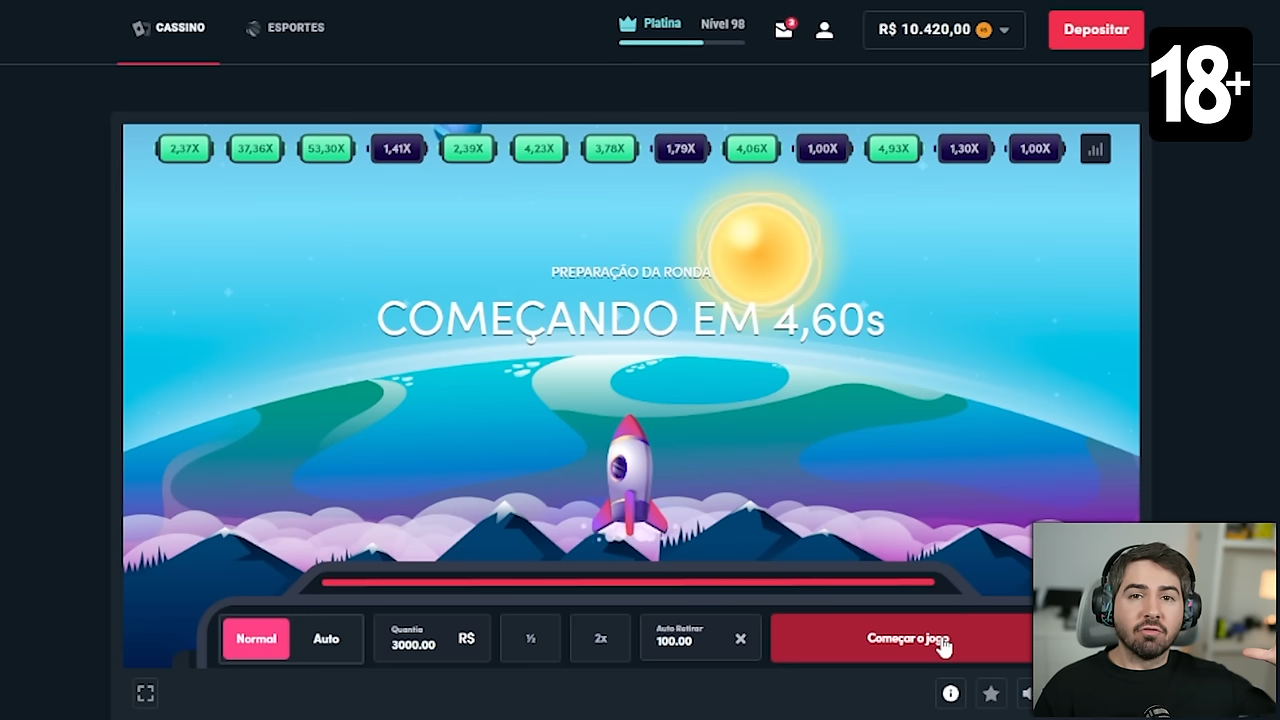 CASSINO
ESPORTES
Platina
Nível 98
3
R$ 10.420,00
R$
Depositar
18+
2,37X
37,36X
53,30X
1,41X
2,39X
4,23X
3,78X
1,79X
4,06X
1,00X
4,93X
1,30X
1,00X
PREPARAÇÃO DA RONDA
COMEÇANDO EM 4,60s
Normal
Auto
Quantia
3000.00
R$
½
2x
Auto Retirar
100.00
Começar o jogo